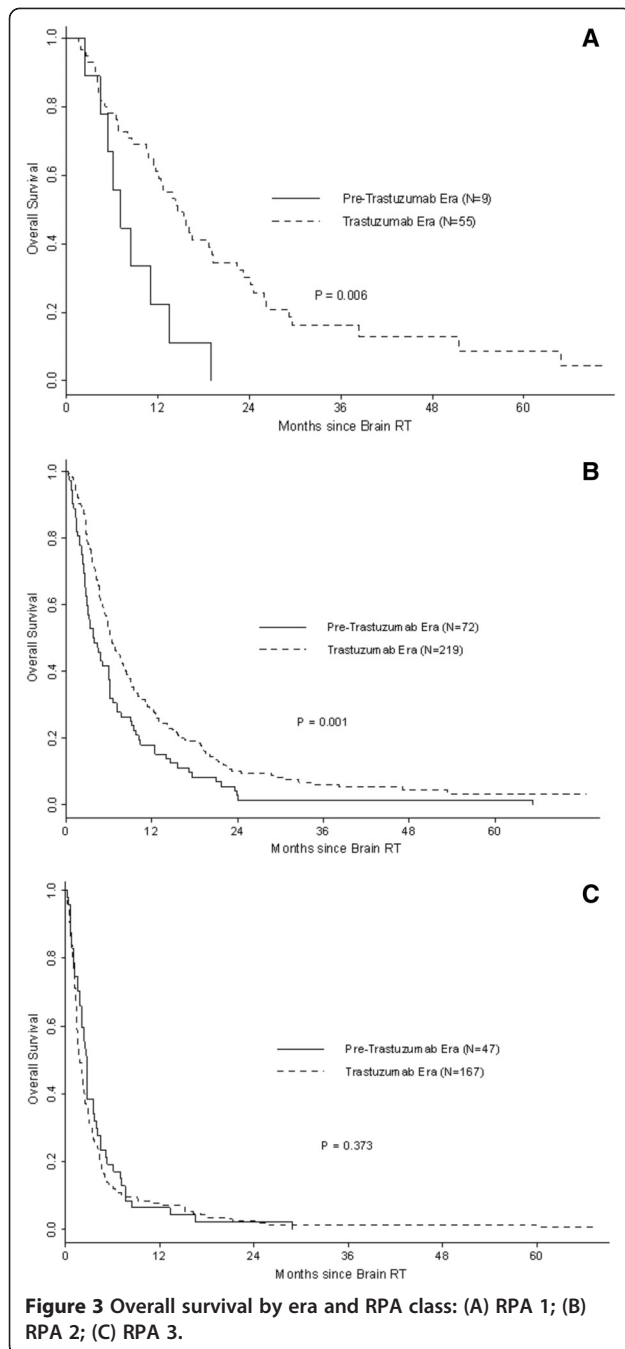 A
Overall Survival
1.0
0.8
0.6
0.4
0.2
0.0
Pre-Trastuzumab Era (N=9)
Trastuzumab Era (N=55)
P = 0.006
0 12 24 36 48 60
Months since Brain RT
B
Overall Survival
1.0
0.8
0.6
0.4
0.2
0.0
Pre-Trastuzumab Era (N=72)
Trastuzumab Era (N=219)
P = 0.001
0 12 24 36 48 60
Months since Brain RT
C
Overall Survival
1.0
0.8
0.6
0.4
0.2
0.0
Pre-Trastuzumab Era (N=47)
Trastuzumab Era (N=167)
P = 0.373
0 12 24 36 48 60
Months since Brain RT
Figure 3 Overall survival by era and RPA class: (A) RPA 1; (B)
RPA 2; (C) RPA 3.